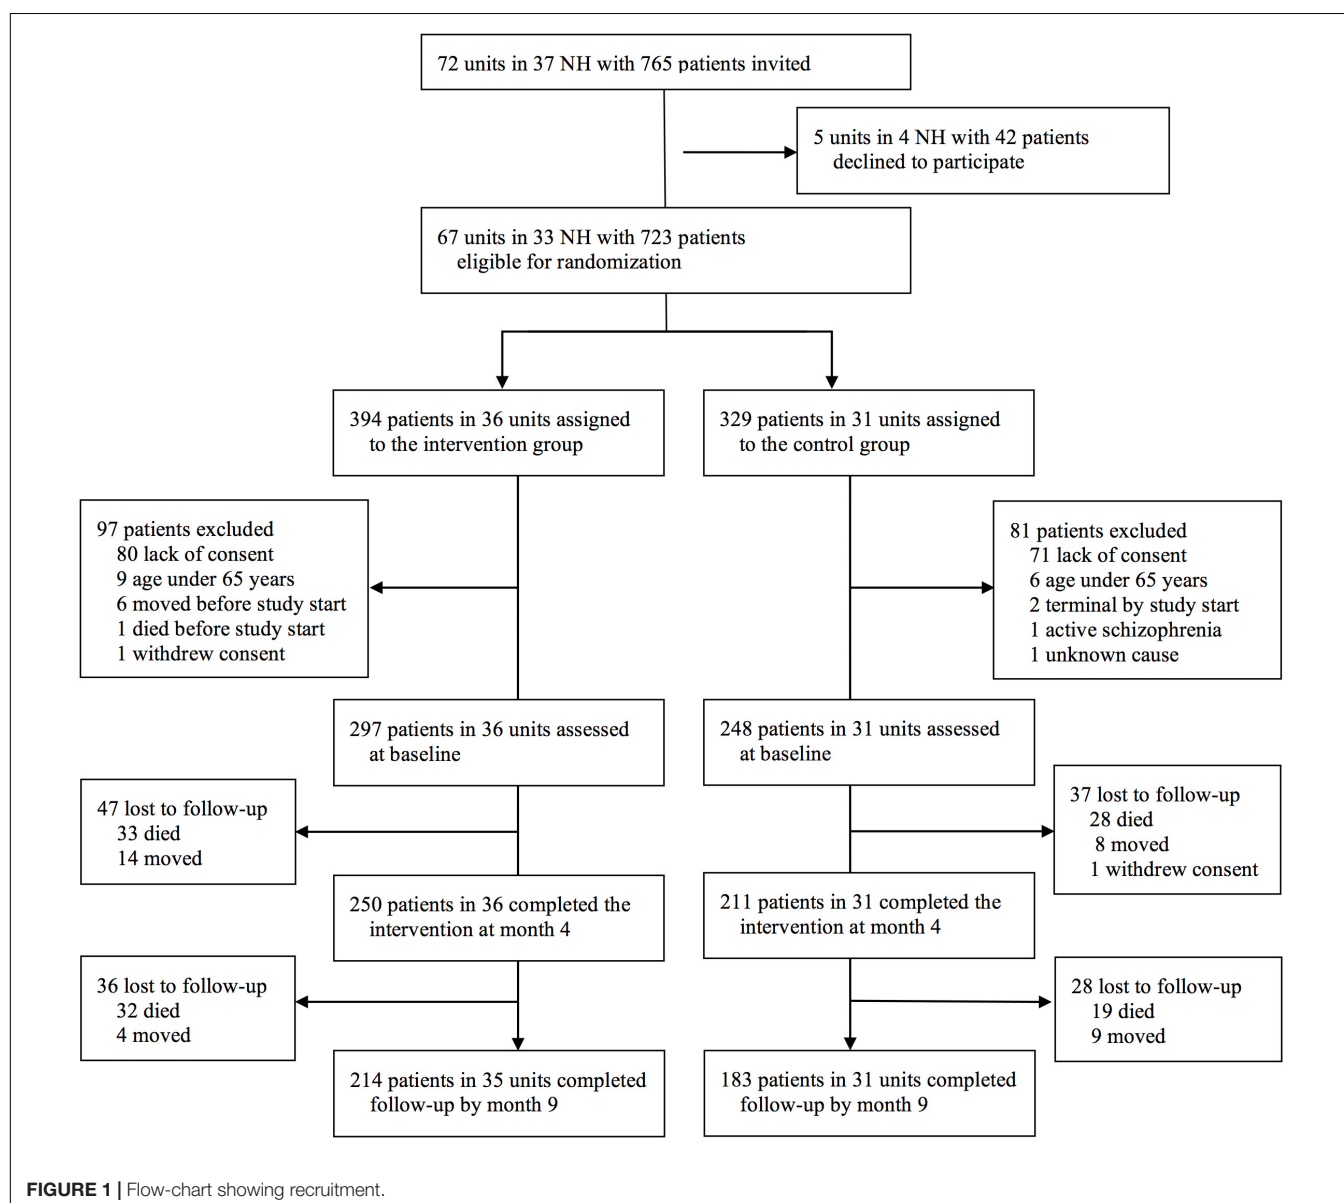 72 units in 37 NH with 765 patients invited
5 units in 4 NH with 42 patients
declined to participate
67 units in 33 NH with 723 patients
eligible for randomization
394 patients in 36 units assigned
to the intervention group
329 patients in 31 units assigned
to the control group
97 patients excluded
80 lack of consent
9 age under 65 years
6 moved before study start
1 died before study start
1 withdrew consent
81 patients excluded
71 lack of consent
6 age under 65 years
2 terminal by study start
1 active schizophrenia
1 unknown cause
297 patients in 36 units assessed
at baseline
248 patients in 31 units assessed
at baseline
47 lost to follow-up
33 died
14 moved
37 lost to follow-up
28 died
8 moved
1 withdrew consent
250 patients in 36 completed the
intervention at month 4
211 patients in 31 completed the
intervention at month 4
36 lost to follow-up
32 died
4 moved
28 lost to follow-up
19 died
9 moved
214 patients in 35 units completed
follow-up by month 9
183 patients in 31 units completed
follow-up by month 9
FIGURE 1 | Flow-chart showing recruitment.